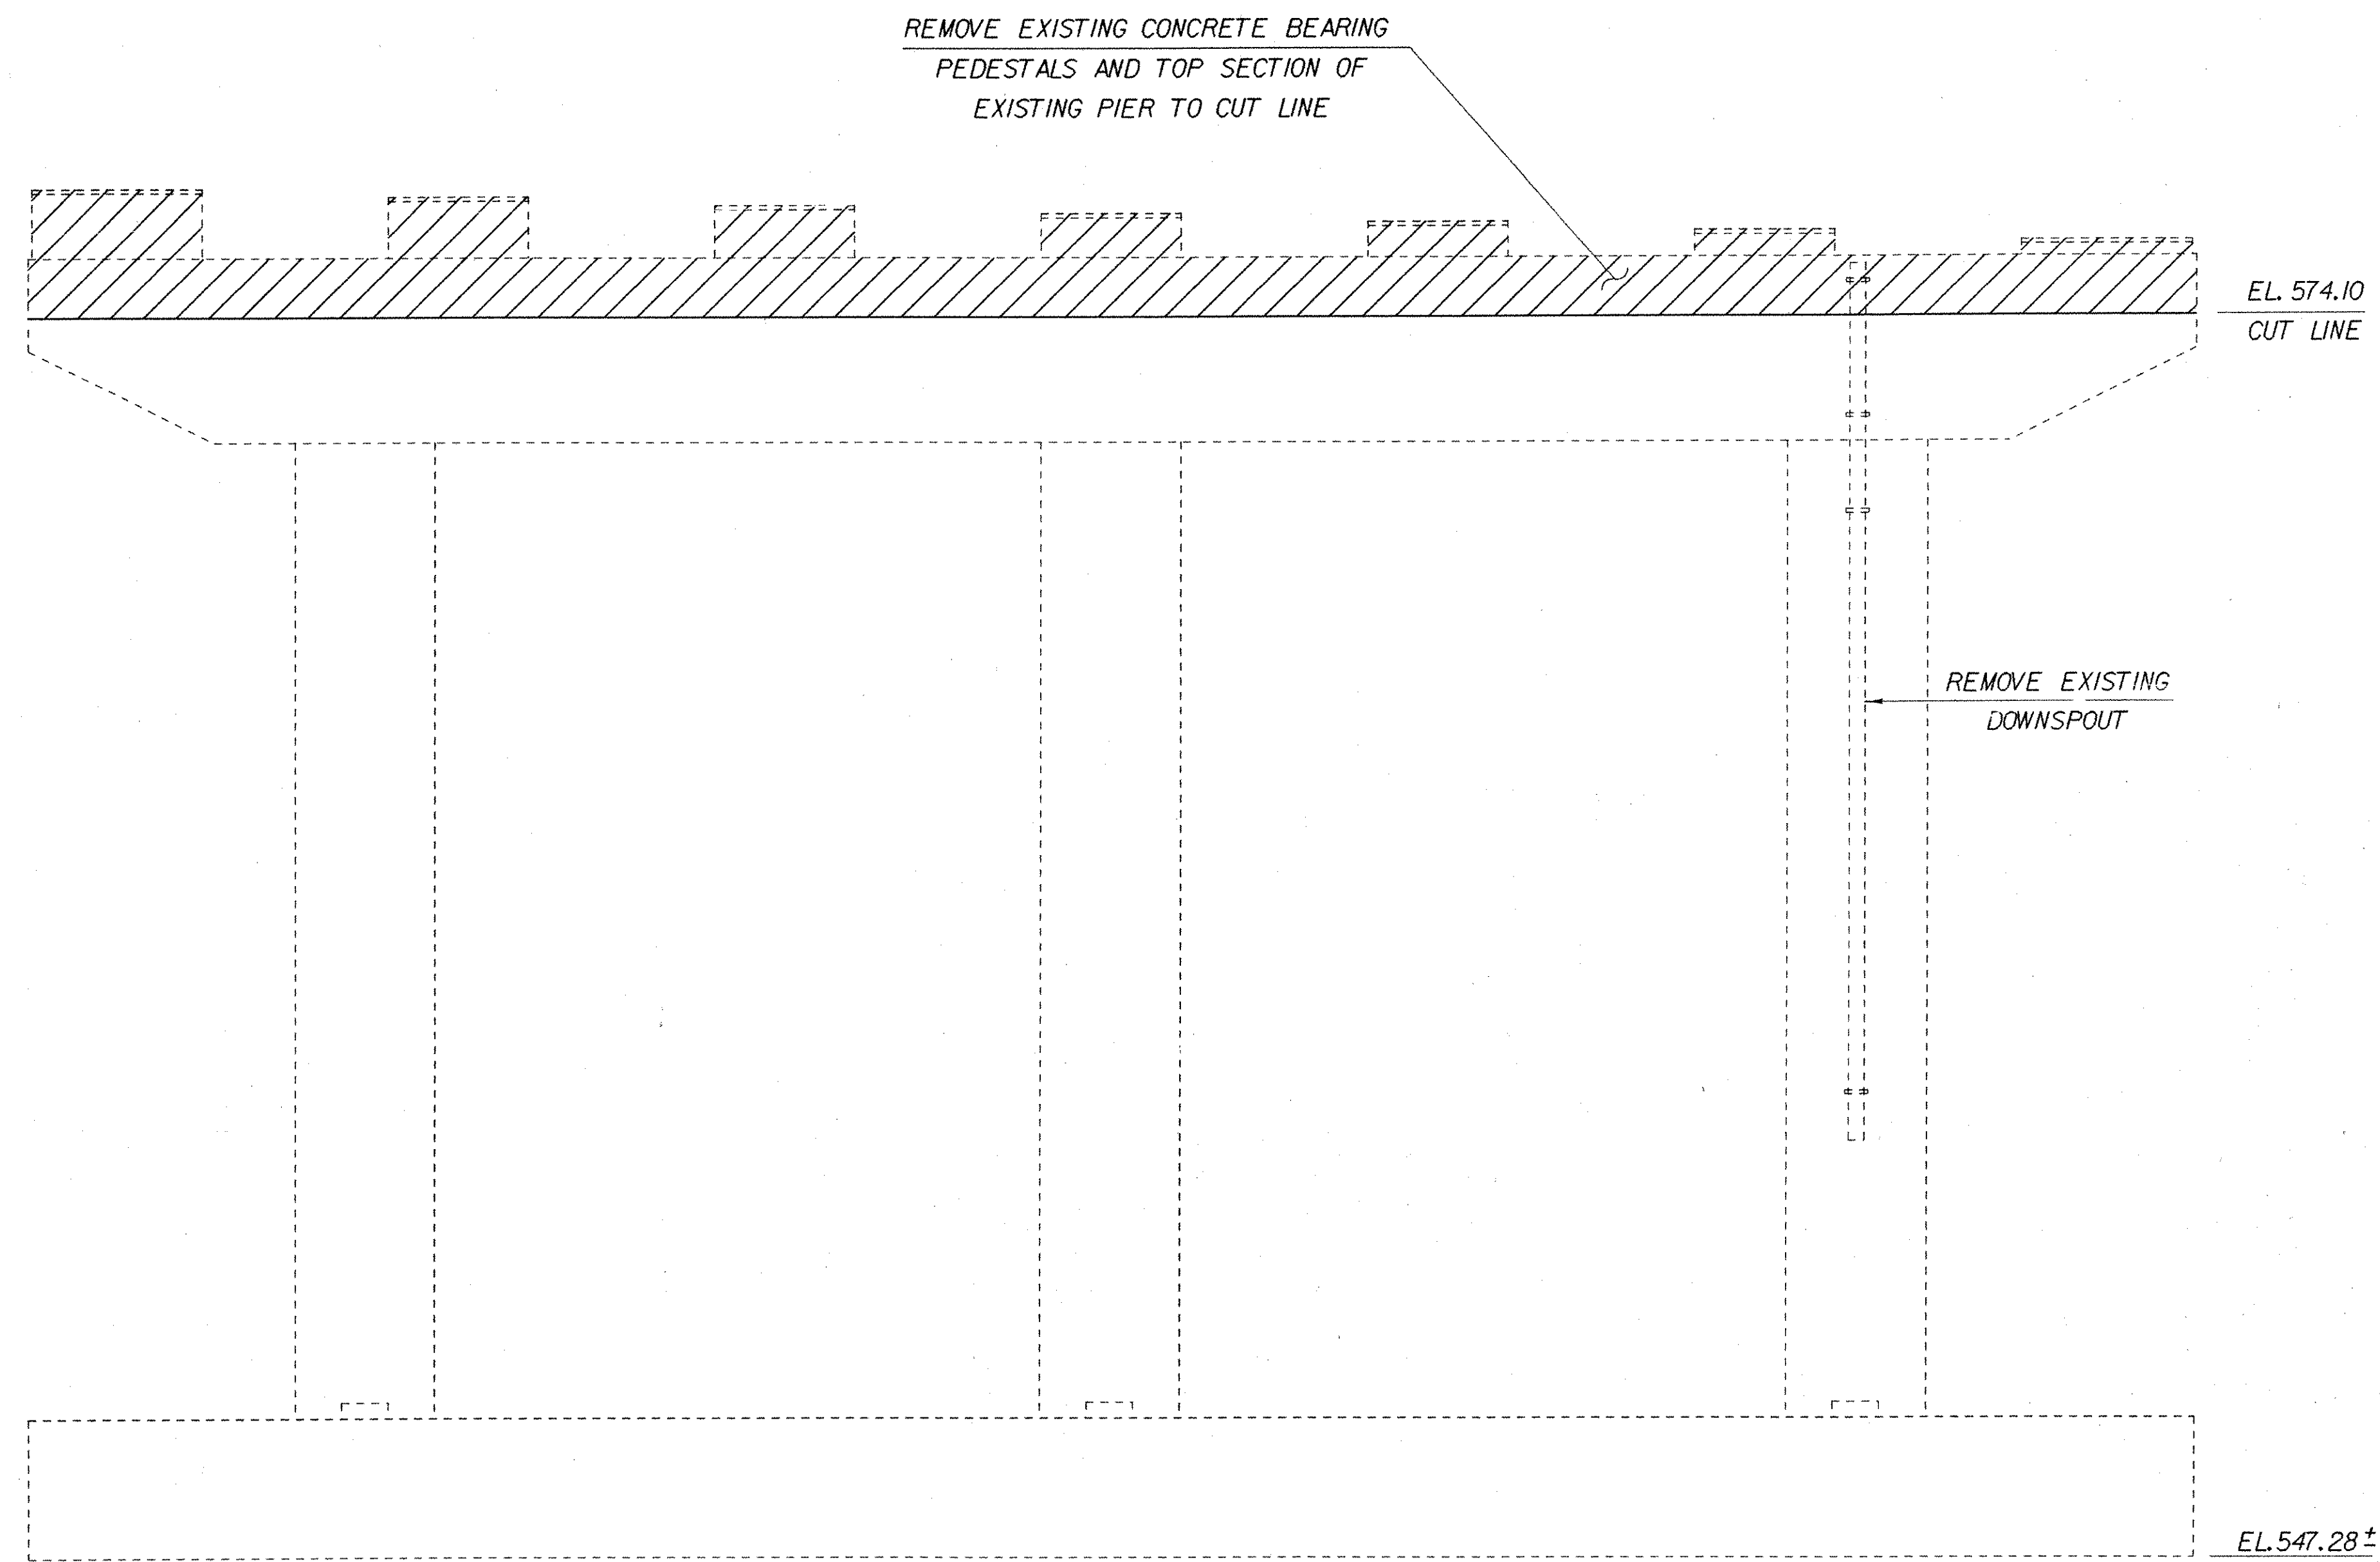 REMOVE EXISTING CONCRETE BEARING
PEDESTALS AND TOP SECTION OF
EXISTING PIER TO CUT LINE
EL. 574.10
CUT LINE
REMOVE EXISTING
DOWNSPOUT
EL. 547.28±